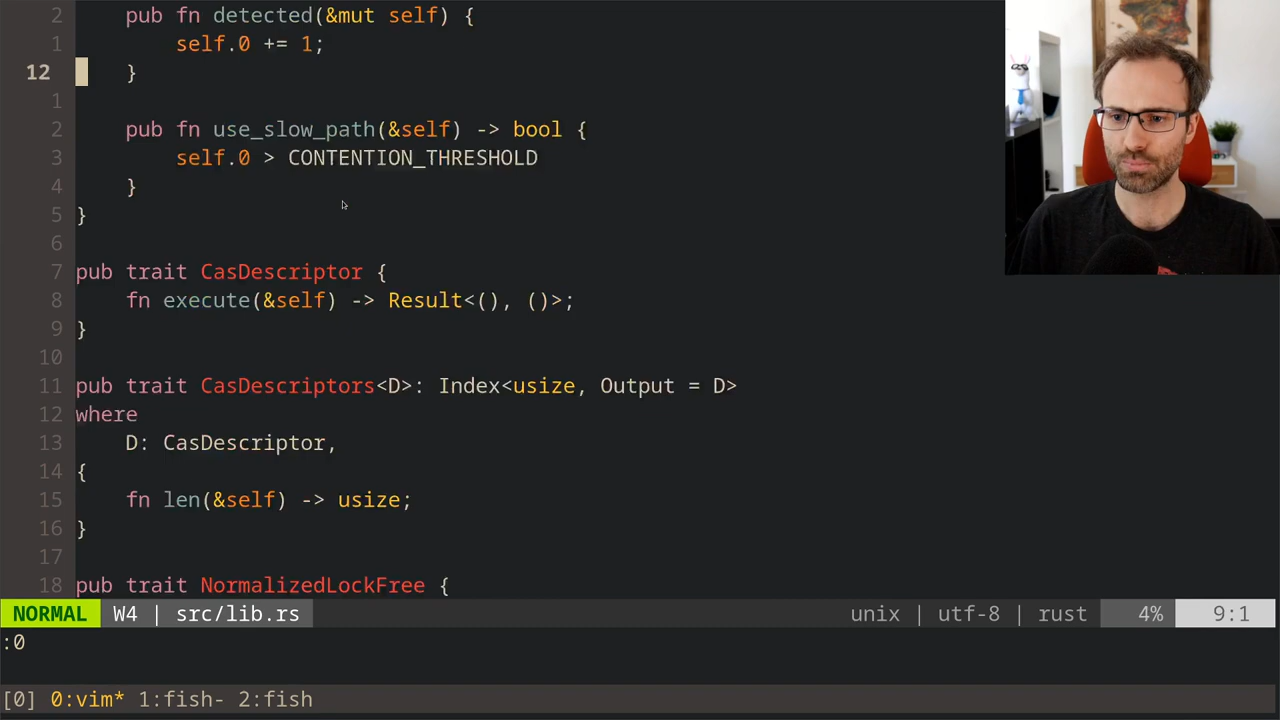 2     pub fn detected(&mut self) {
1         self.0 += 1;
12     }
1
2     pub fn use_slow_path(&self) -> bool {
3         self.0 > CONTENTION_THRESHOLD
4     }
5 }
6
7 pub trait CasDescriptor {
8     fn execute(&self) -> Result<(), ()>;
9 }
10
11 pub trait CasDescriptors<D>: Index<usize, Output = D>
12 where
13     D: CasDescriptor,
14 {
15     fn len(&self) -> usize;
16 }
17
18 pub trait NormalizedLockFree {
NORMAL W4 | src/lib.rs unix | utf-8 | rust 4% 9:1
:0
[0] 0:vim* 1:fish- 2:fish